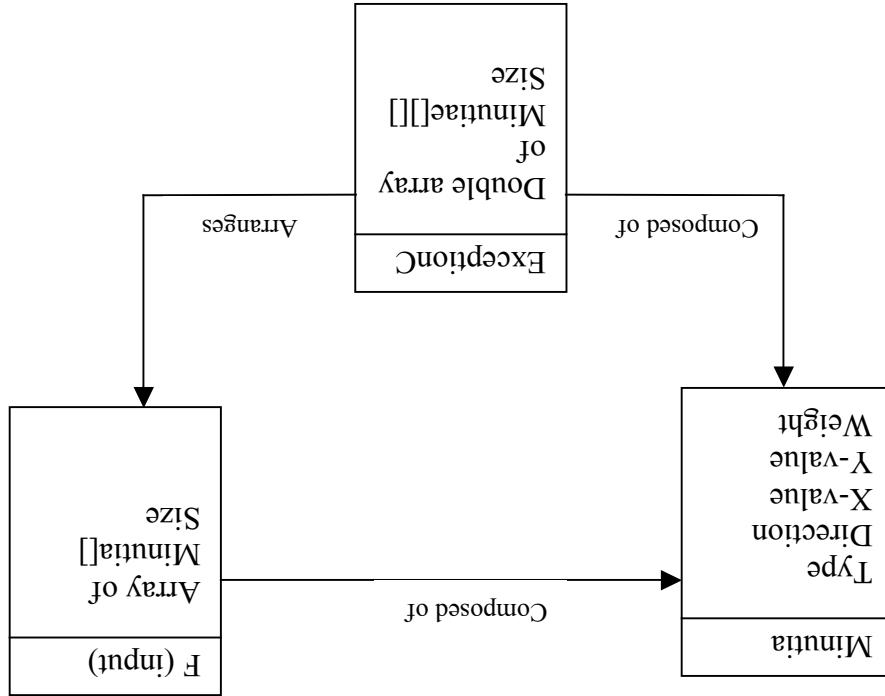 Minutia
Type
Direction
X-value
Y-value
Weight
Composed of
F (input)
Array of
Minutia[]
Size
Composed of
ExceptionC
Double array
of
Minutiae[][]
Size
Arranges